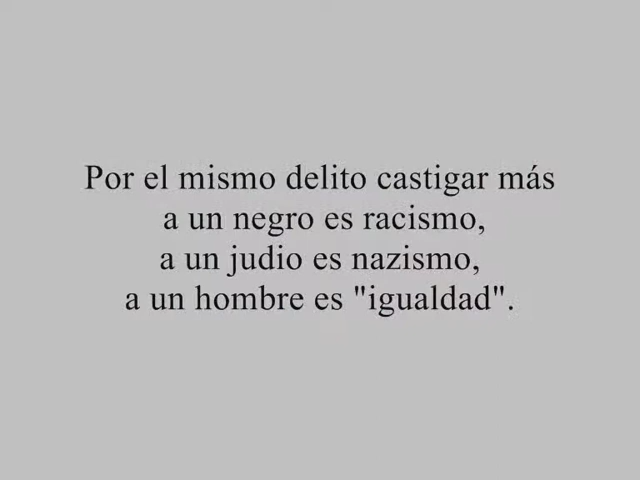 Por el mismo delito castigar más
a un negro es racismo,
a un judio es nazismo,
a un hombre es "igualdad".